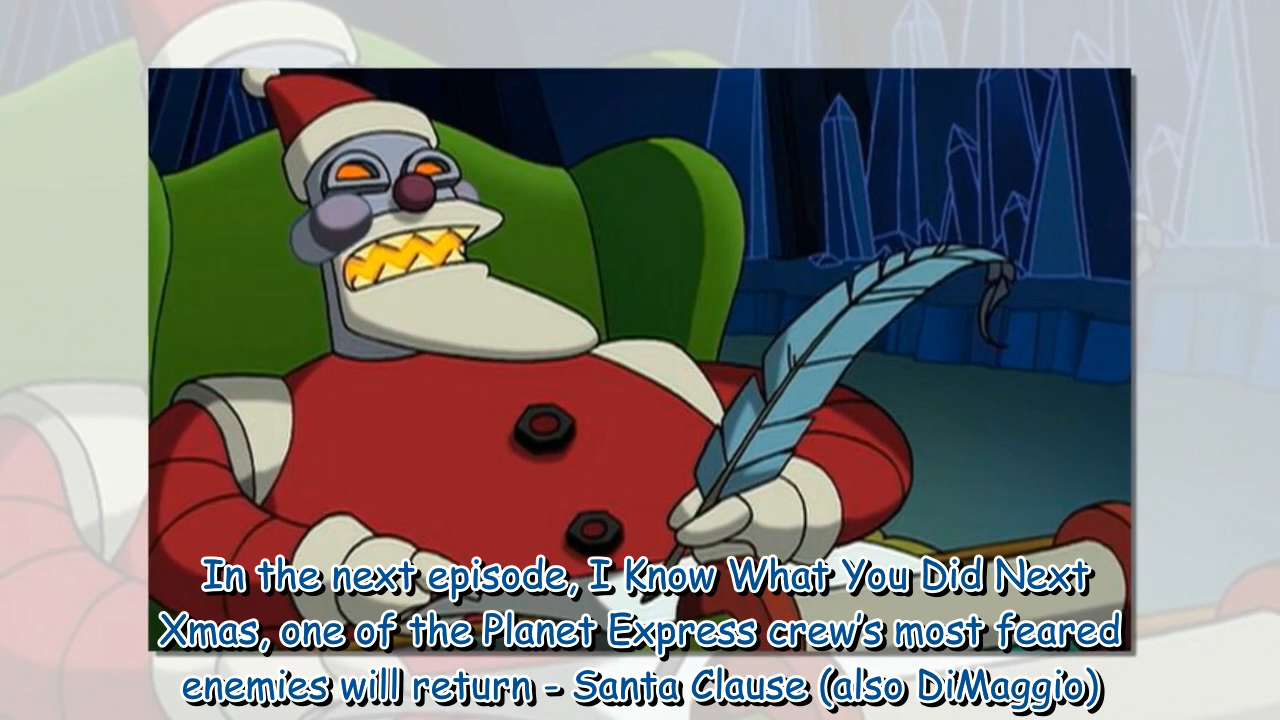 In the next episode, I Know What You Did Next
Xmas, one of the Planet Express crew's most feared
enemies will return - Santa Clause (also DiMaggio)